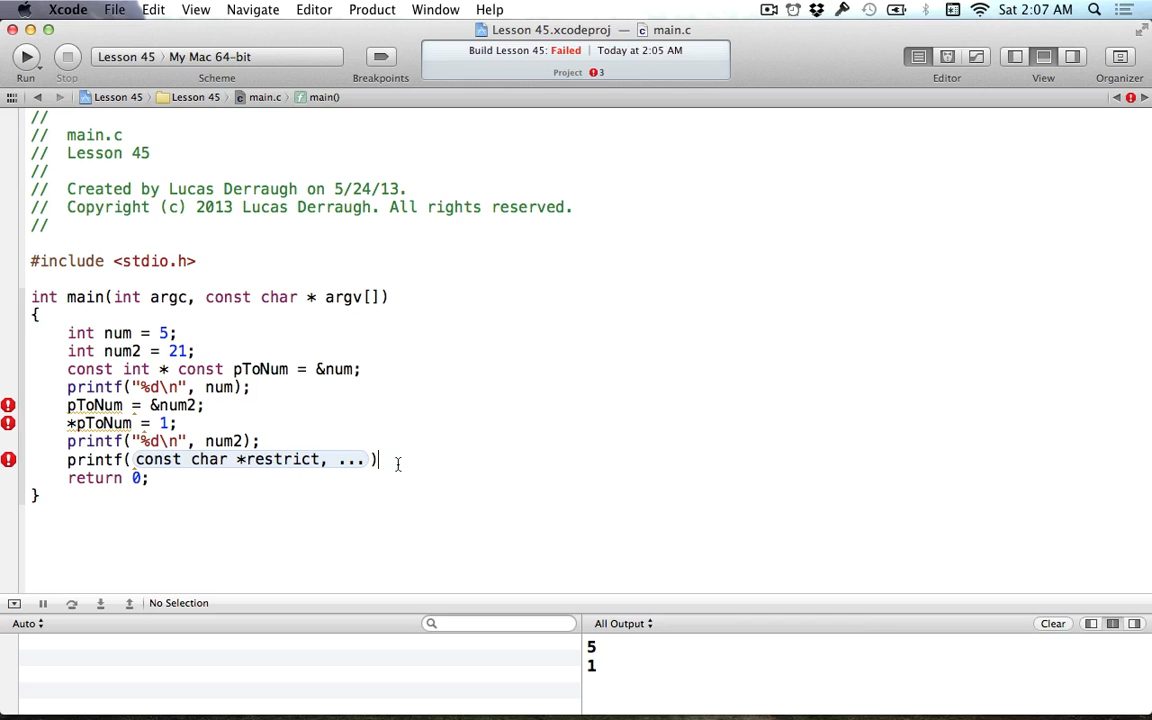 Xcode File Edit View Navigate Editor Product Window Help Sat 2:07 AM
Lesson 45.xcodeproj — main.c
Lesson 45 My Mac 64-bit
Build Lesson 45: Failed Today at 2:05 AM
Project 3
Run Stop Scheme Breakpoints Editor View Organizer
Lesson 45 Lesson 45 main.c main()
//
// main.c
// Lesson 45
//
// Created by Lucas Derraugh on 5/24/13.
// Copyright (c) 2013 Lucas Derraugh. All rights reserved.
//
#include <stdio.h>
int main(int argc, const char * argv[])
{
int num = 5;
int num2 = 21;
const int * const pToNum = &num;
printf("%d\n", num);
pToNum = &num2;
*pToNum = 1;
printf("%d\n", num2);
printf(const char *restrict, ...)
return 0;
}
No Selection
Auto All Output Clear
5
1